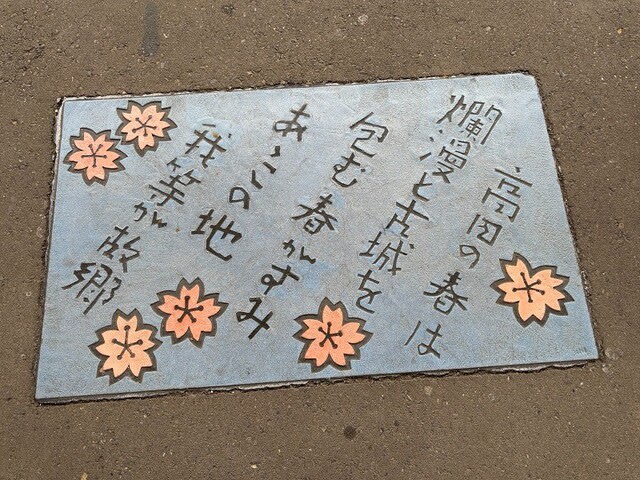 高田の春は
爛漫と古城を
包む春がすみ
あゝこの地
我等が故郷